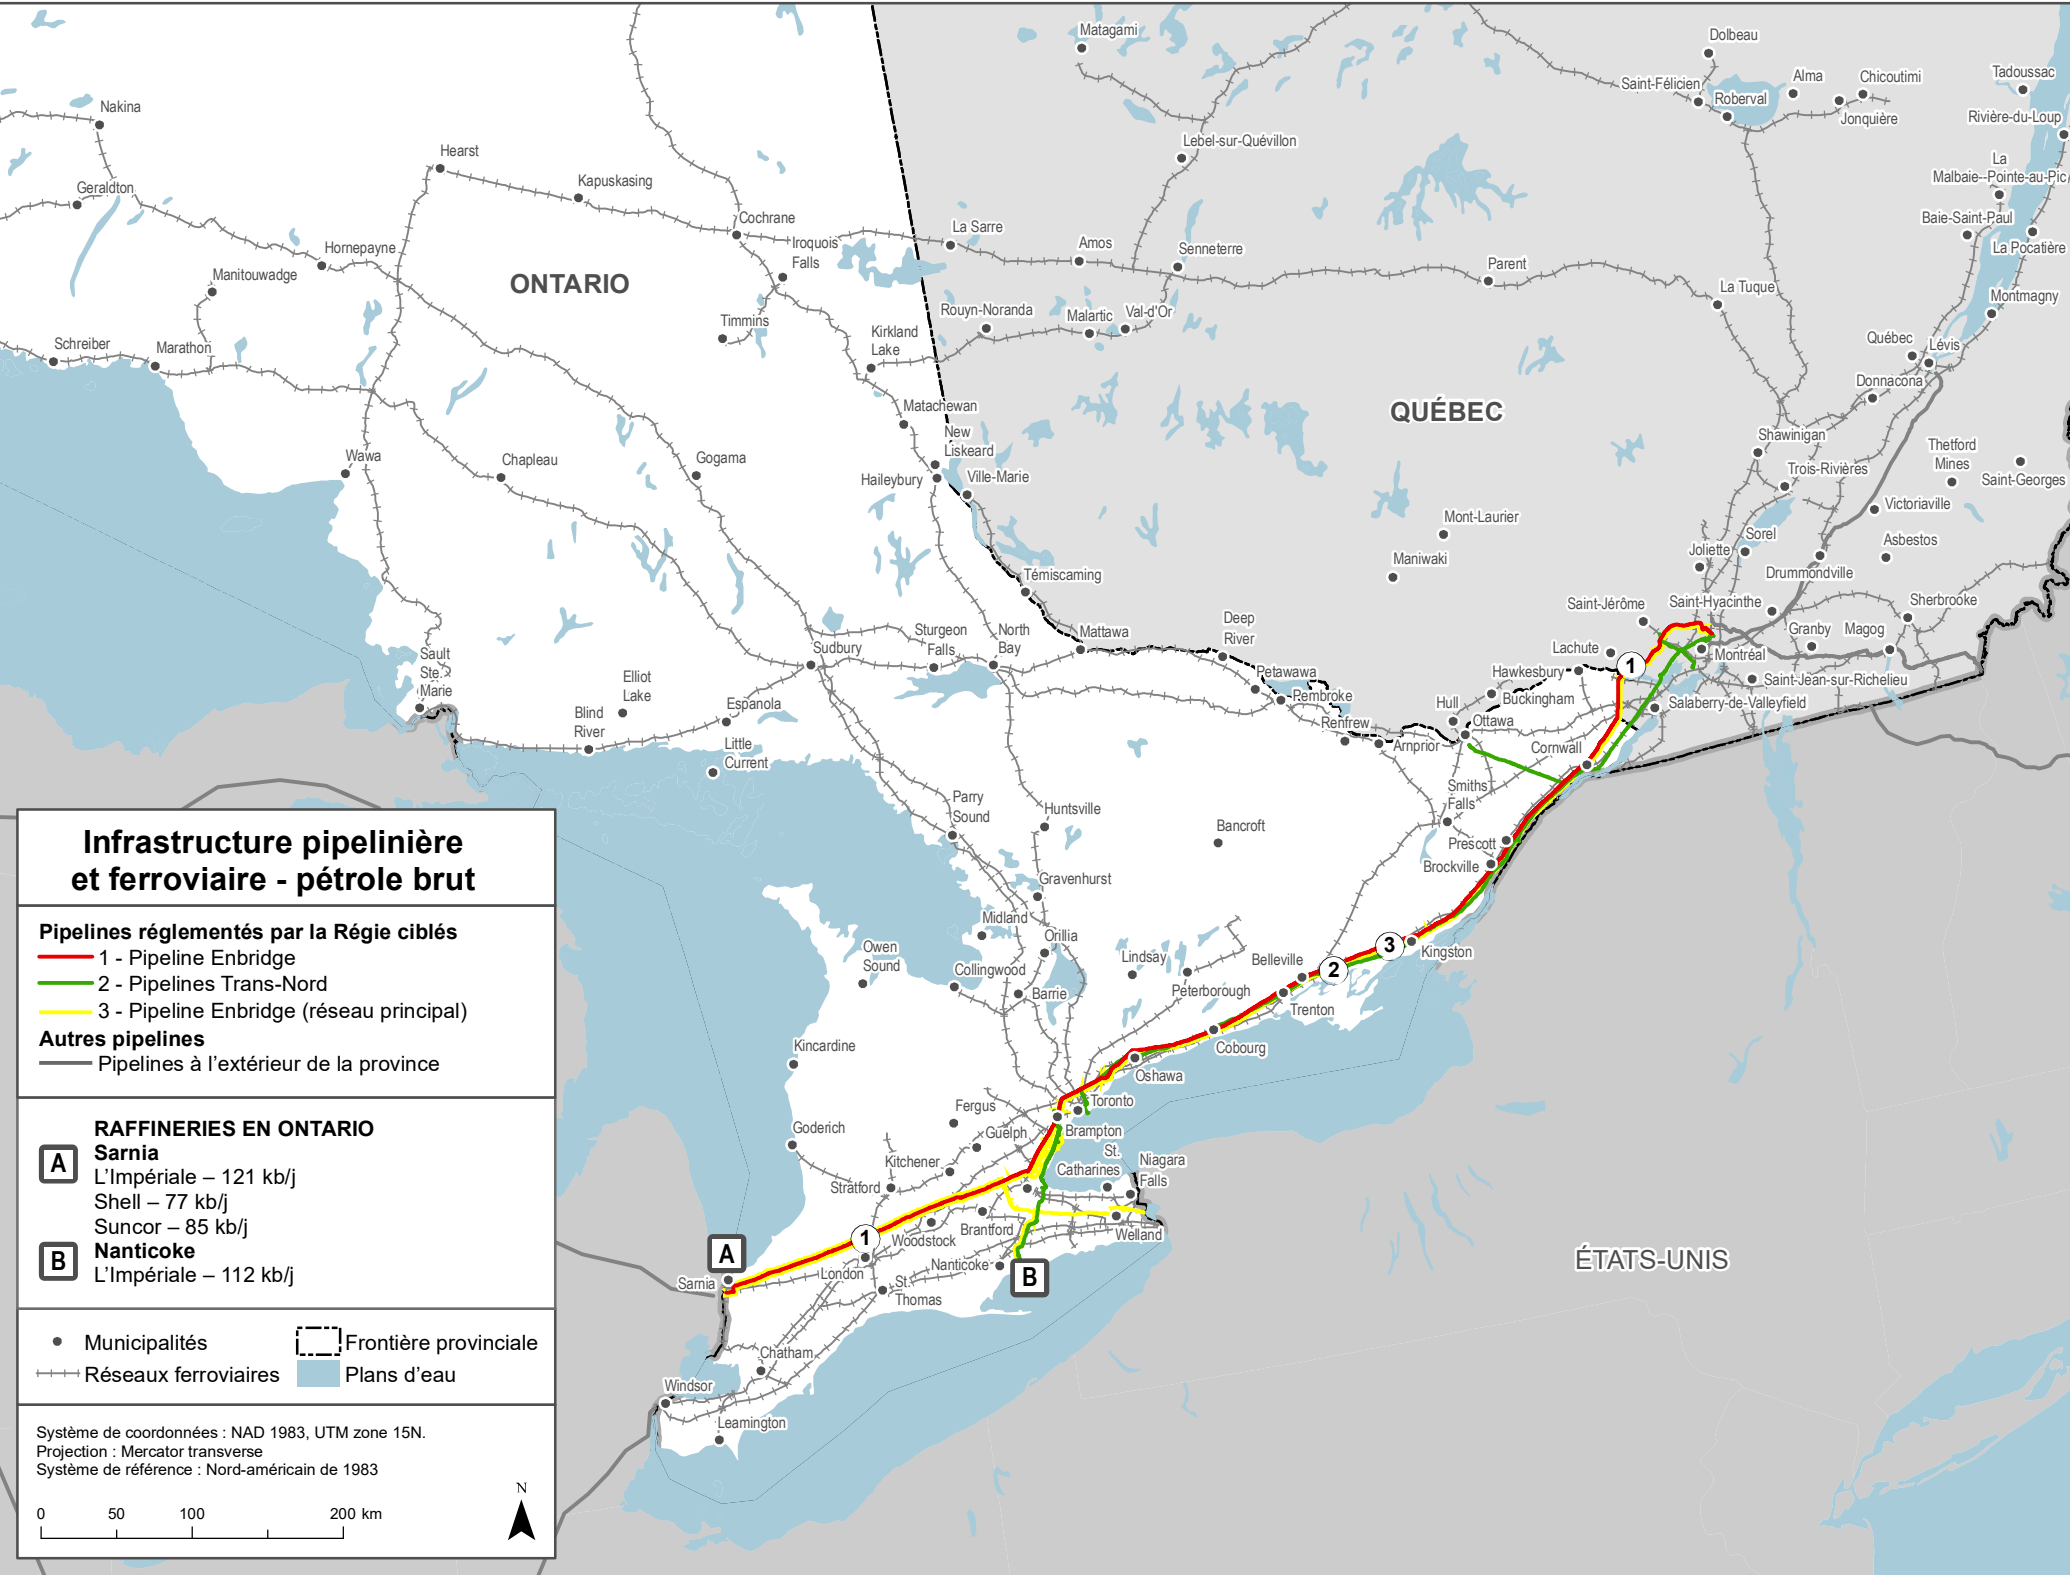 Matagami
Dolbeau
Saint-Félicien
Roberval
Alma
Chicoutimi
Jonquière
Tadoussac
Rivière-du-Loup
La
Malbaie--Pointe-au-Pic
Baie-Saint-Paul
La Pocatière
Montmagny
Nakina
Geraldton
Hearst
Kapuskasing
Cochrane
Iroquois
Falls
Lebel-sur-Quévillon
La Sarre
Amos
Senneterre
Parent
La Tuque
Hornepayne
Manitouwadge
ONTARIO
Timmins
Kirkland
Lake
Rouyn-Noranda
Malartic
Val-d'Or
Québec
Lévis
Donnacona
Schreiber
Marathon
QUÉBEC
Matachewan
New
Liskeard
Haileybury
Ville-Marie
Wawa
Chapleau
Gogama
Shawinigan
Trois-Rivières
Thetford
Mines
Saint-Georges
Victoriaville
Mont-Laurier
Maniwaki
Sorel
Joliette
Asbestos
Drummondville
Témiscaming
Saint-Jérôme
Saint-Hyacinthe
Sherbrooke
Granby
Magog
Montréal
Lachute
Hawkesbury
Buckingham
Saint-Jean-sur-Richelieu
Salaberry-de-Valleyfield
Sturgeon
Falls
North
Bay
Mattawa
Deep
River
Petawawa
Pembroke
Renfrew
Arnprior
Hull
Ottawa
Cornwall
Sudbury
Sault
Ste.
Marie
Elliot
Lake
Blind
River
Espanola
Little
Current
Parry
Sound
Huntsville
Bancroft
Smiths
Falls
Prescott
Brockville
Gravenhurst
Midland
Orillia
Owen
Sound
Collingwood
Barrie
Lindsay
Peterborough
Belleville
Trenton
Kingston
Cobourg
Oshawa
Kincardine
Toronto
Brampton
Fergus
Guelph
Goderich
Kitchener
Stratford
St.
Catharines
Niagara
Falls
Welland
Brantford
Woodstock
London
St.
Thomas
Nanticoke
Sarnia
Chatham
Windsor
Leamington
ÉTATS-UNIS
1
1
2
3
A
B
Infrastructure pipelinière
et ferroviaire - pétrole brut
Pipelines réglementés par la Régie ciblés
1 - Pipeline Enbridge
2 - Pipelines Trans-Nord
3 - Pipeline Enbridge (réseau principal)
Autres pipelines
Pipelines à l'extérieur de la province
RAFFINERIES EN ONTARIO
A
Sarnia
L'Impériale – 121 kb/j
Shell – 77 kb/j
Suncor – 85 kb/j
B
Nanticoke
L'Impériale – 112 kb/j
Municipalités
Frontière provinciale
Réseaux ferroviaires
Plans d'eau
Système de coordonnées : NAD 1983, UTM zone 15N.
Projection : Mercator transverse
Système de référence : Nord-américain de 1983
N
0 50 100 200 km